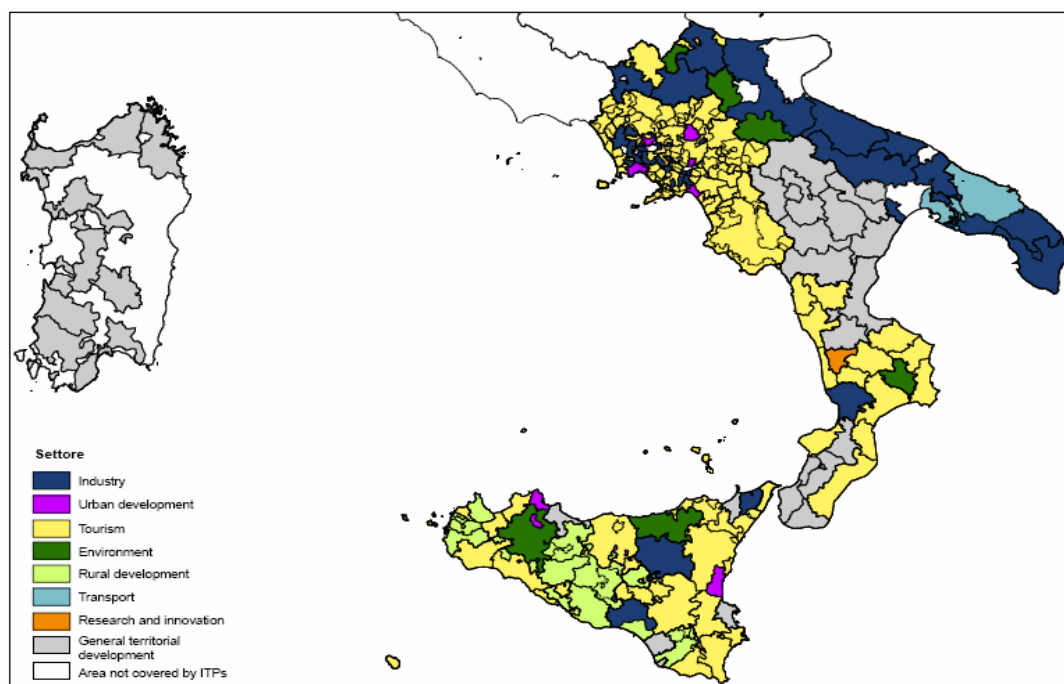 Settore
Industry
Urban development
Tourism
Environment
Rural development
Transport
Research and innovation
General territorial
development
Area not covered by ITPs